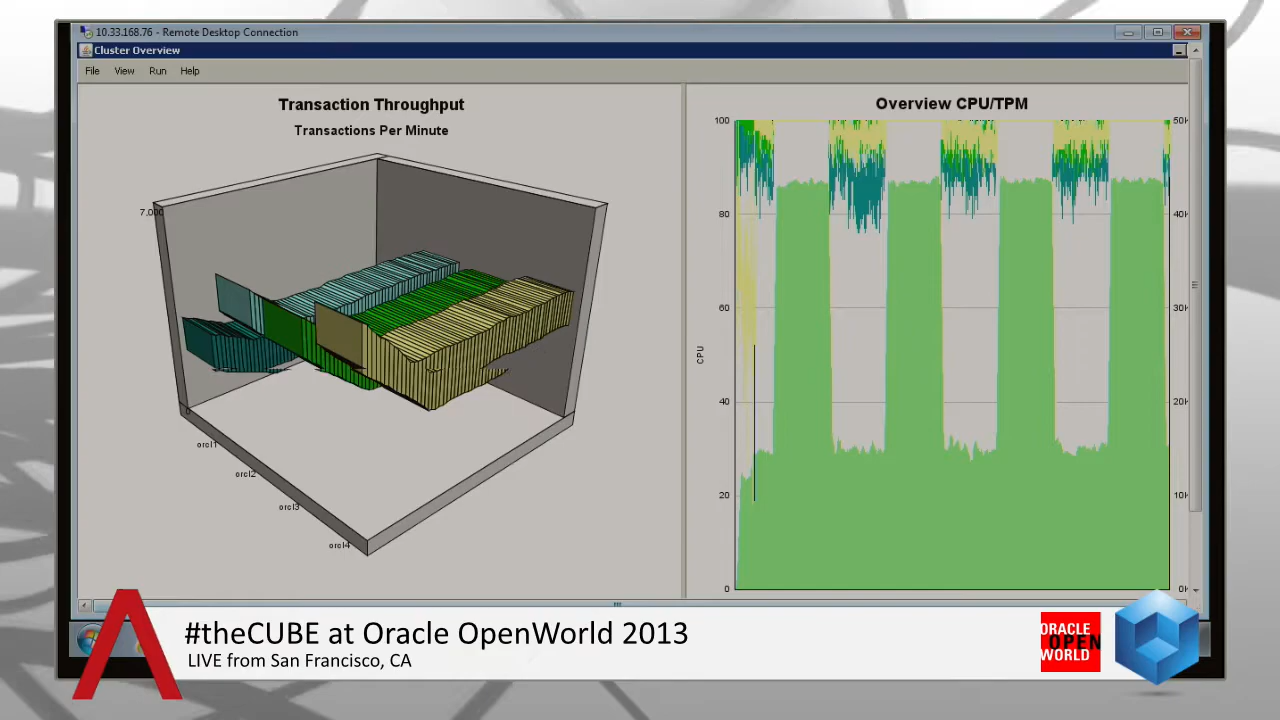 10.33.168.76 - Remote Desktop Connection
Cluster Overview
File View Run Help
Transaction Throughput
Transactions Per Minute
7,000
0
orcl1
orcl2
orcl3
orcl4
Overview CPU/TPM
100
80
60
40
20
0
CPU
50K
40K
30K
20K
10K
0K
#theCUBE at Oracle OpenWorld 2013
LIVE from San Francisco, CA
ORACLE
OPEN
WORLD